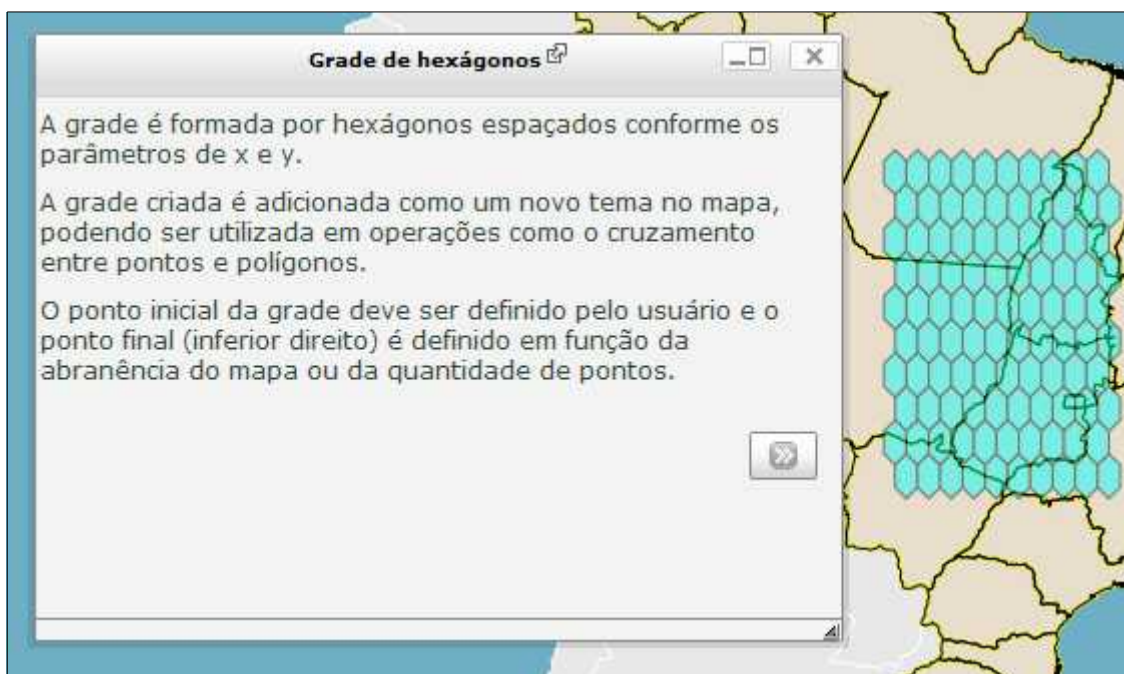 Grade de hexágonos
A grade é formada por hexágonos espaçados conforme os
parâmetros de x e y.
A grade criada é adicionada como um novo tema no mapa,
podendo ser utilizada em operações como o cruzamento
entre pontos e polígonos.
O ponto inicial da grade deve ser definido pelo usuário e o
ponto final (inferior direito) é definido em função da
abranência do mapa ou da quantidade de pontos.